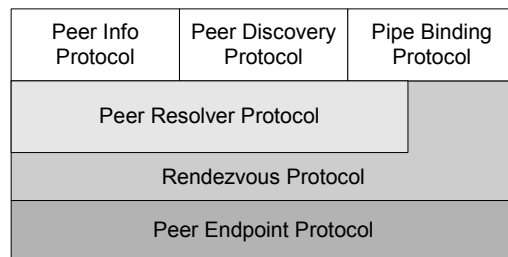 Peer Info
Protocol
Peer Discovery
Protocol
Pipe Binding
Protocol
Peer Resolver Protocol
Rendezvous Protocol
Peer Endpoint Protocol